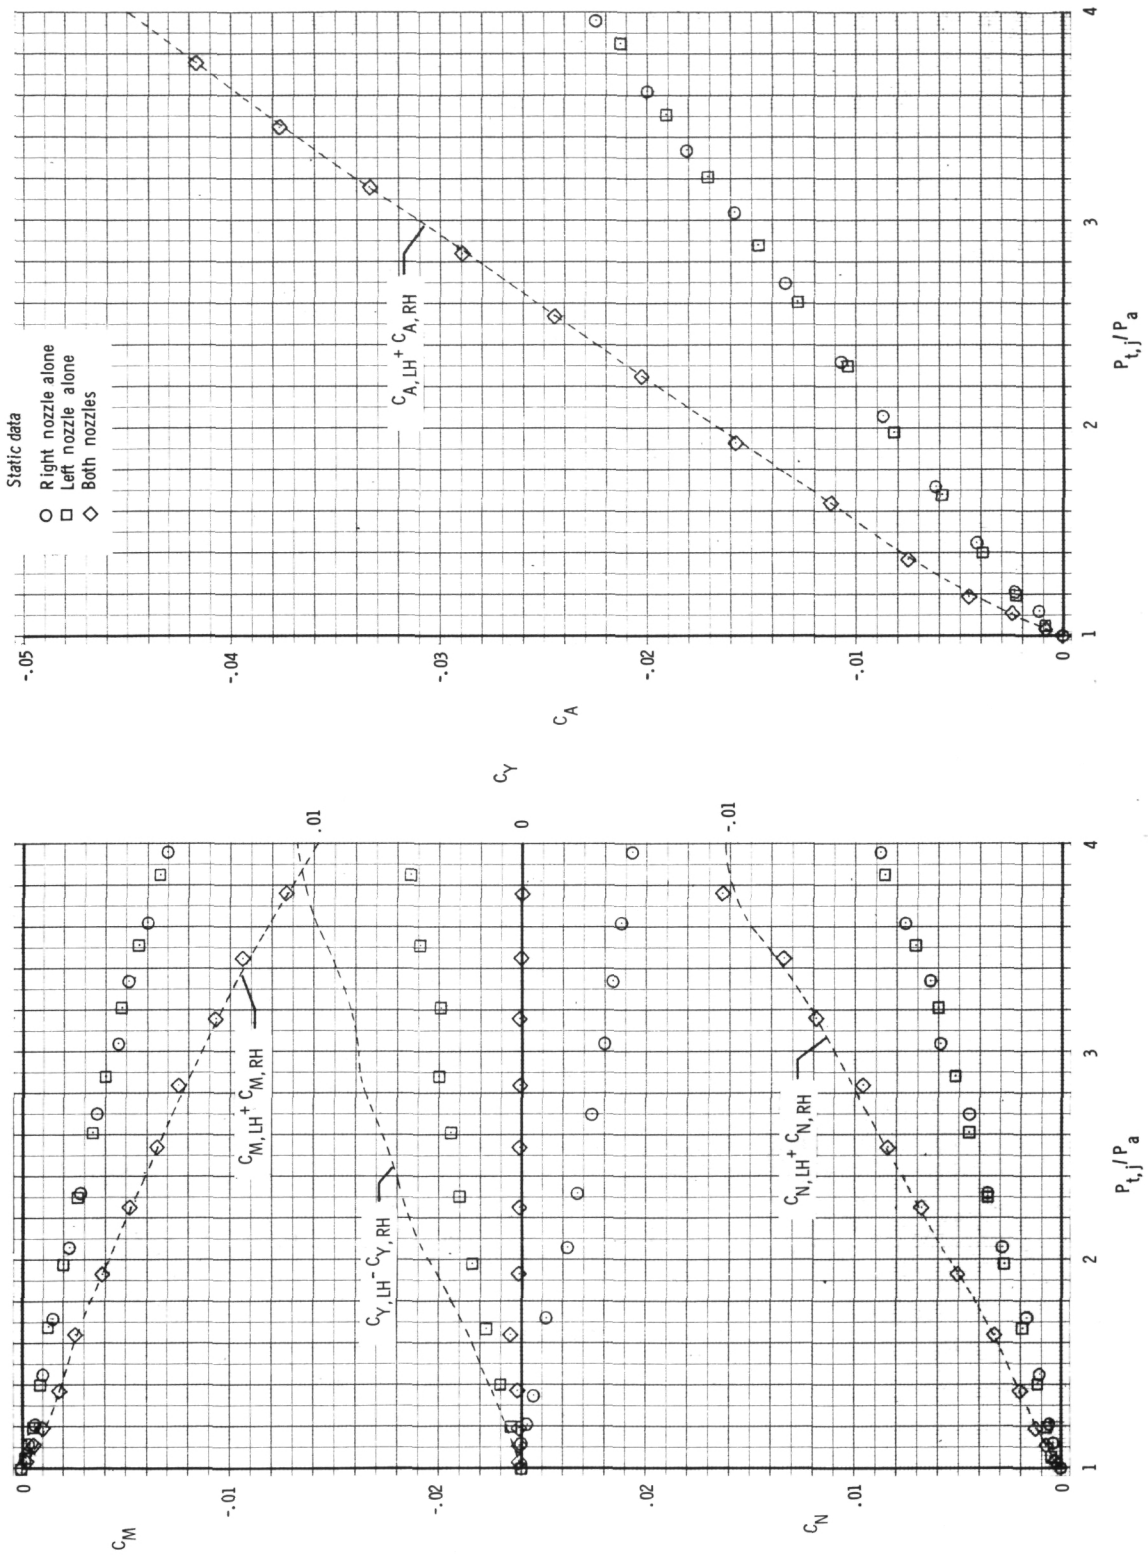 Static data
Right nozzle alone
Left nozzle alone
Both nozzles
C_M
0
-.01
-.02
C_M,LH + C_M,RH
C_Y
.01
0
-.01
C_Y,LH - C_Y,RH
C_N
.02
.01
0
C_N,LH + C_N,RH
1
2
3
4
P_t,j/P_a
C_A
-.05
-.04
-.03
-.02
-.01
0
C_A,LH + C_A,RH
1
2
3
4
P_t,j/P_a